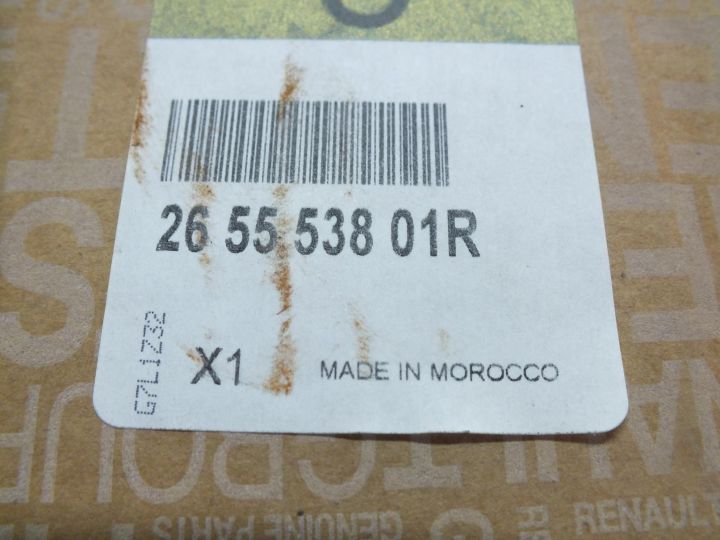 26 55 538 01R
G7L1Z32
X1
MADE IN MOROCCO
RENAULT
GENUINE PARTS